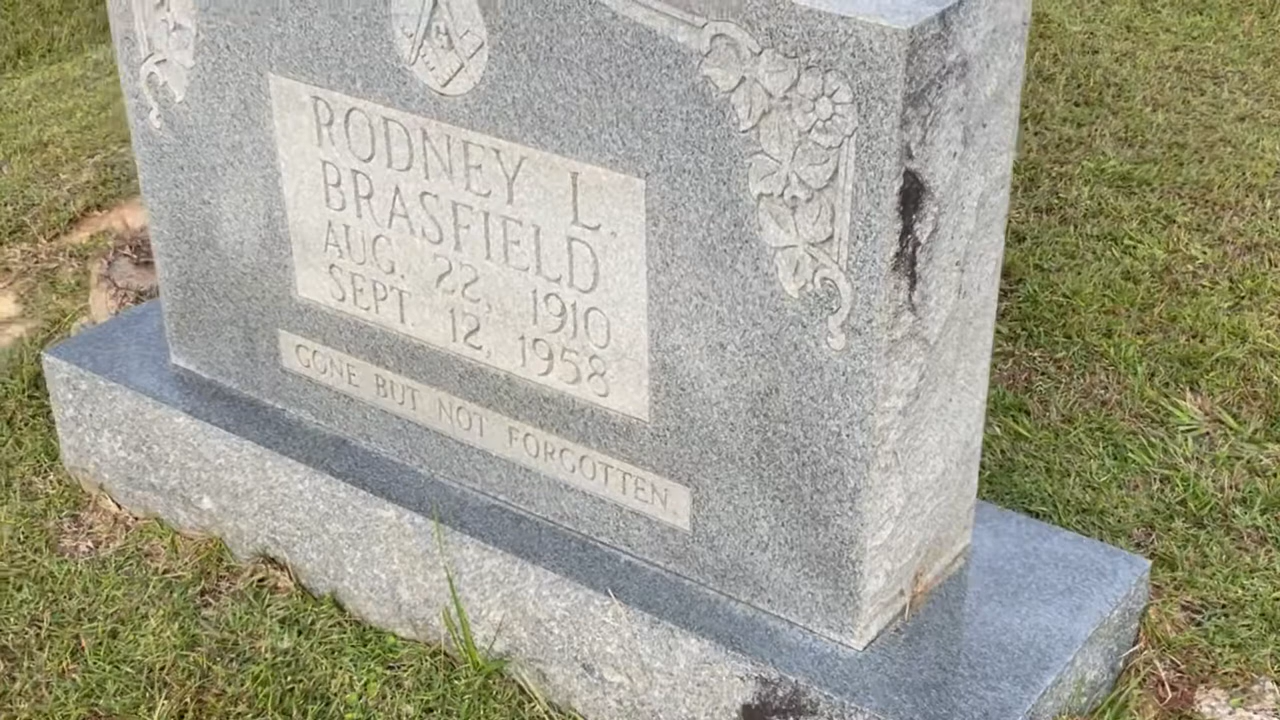 G
RODNEY L.
BRASFIELD
AUG. 22, 1910
SEPT. 12, 1958
GONE BUT NOT FORGOTTEN.